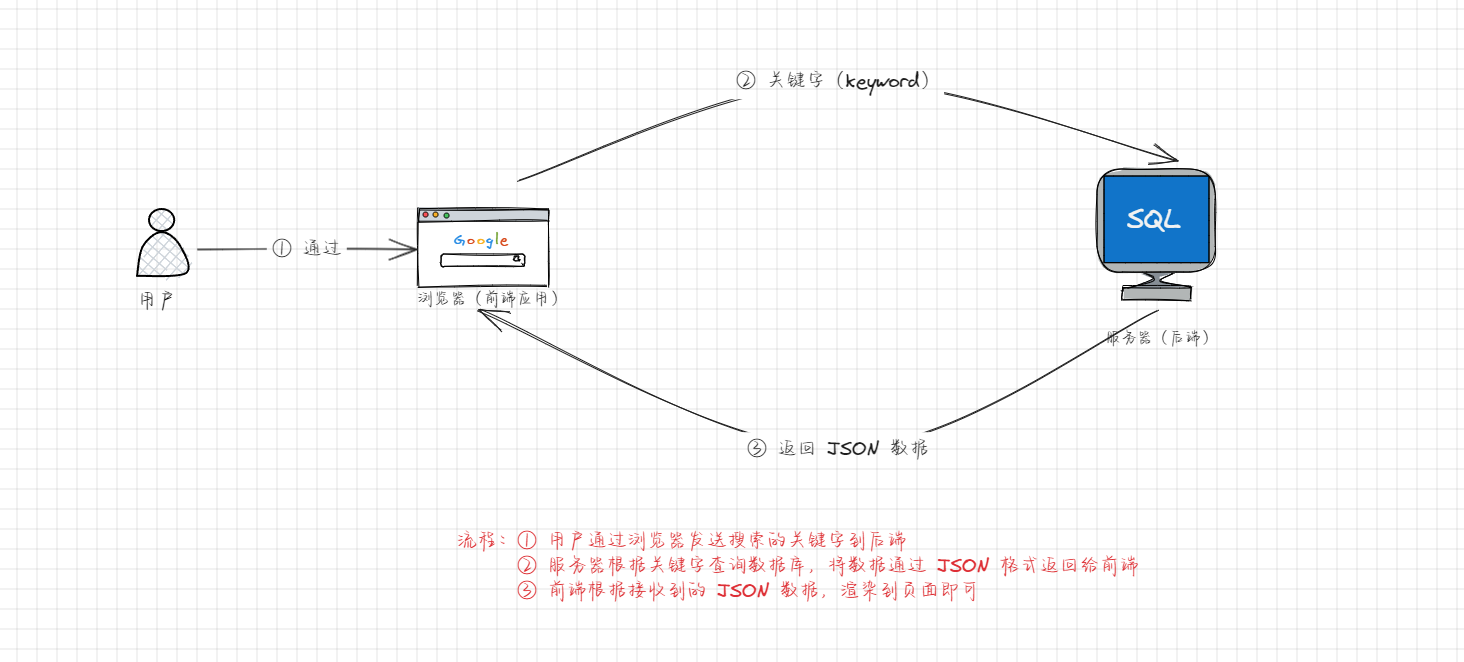 ② 关键字（keyword）
SQL
Google
① 通过
用户
浏览器（前端应用）
服务器（后端）
③ 返回 JSON 数据
流程：① 用户通过浏览器发送搜索的关键字到后端
② 服务器根据关键字查询数据库，将数据通过 JSON 格式返回给前端
③ 前端根据接收到的 JSON 数据，渲染到页面即可